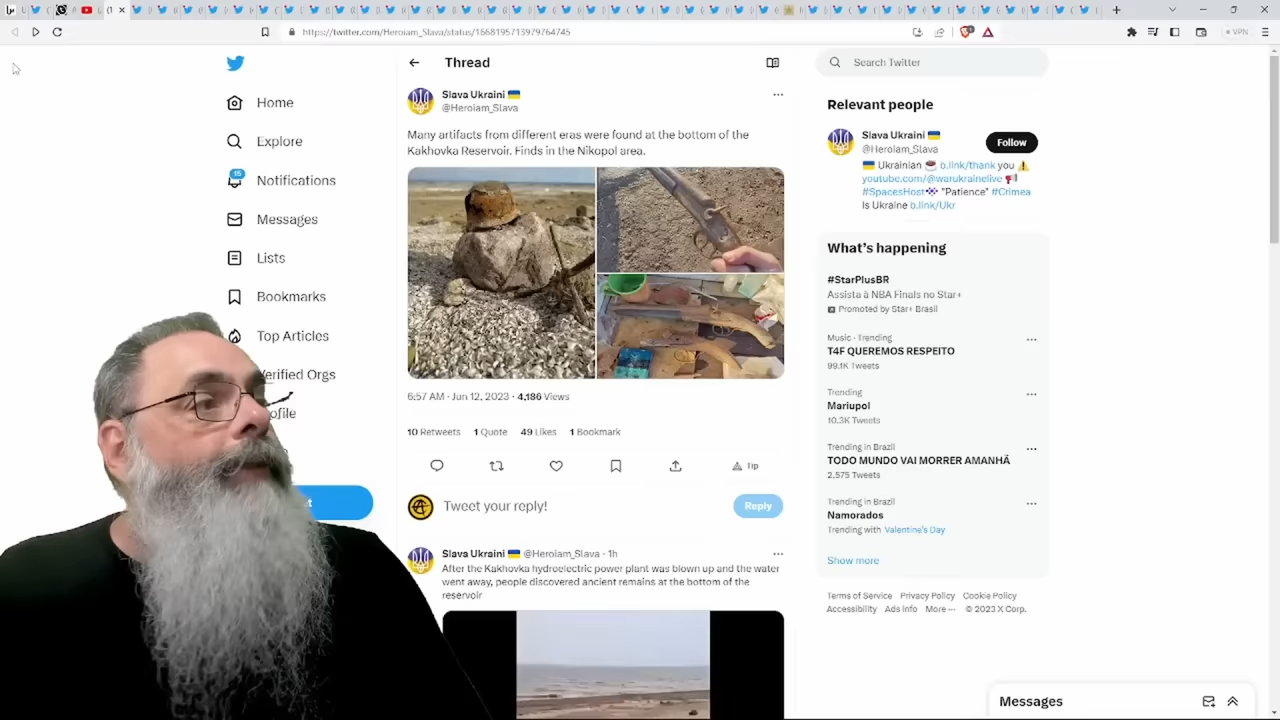 https://twitter.com/Heroiam_Slava/status/1668195713979764745
VPN
Home
Explore
15
Notifications
Messages
Lists
Bookmarks
Top Articles
Verified Orgs
Thread
Slava Ukraini
@Heroiam_Slava
Many artifacts from different eras were found at the bottom of the
Kakhovka Reservoir. Finds in the Nikopol area.
6:57 AM · Jun 12, 2023 · 4,186 Views
10 Retweets 1 Quote 49 Likes 1 Bookmark
Tip
Tweet your reply!
Reply
Slava Ukraini @Heroiam_Slava · 1h
After the Kakhovka hydroelectric power plant was blown up and the water
went away, people discovered ancient remains at the bottom of the
reservoir
Search Twitter
Relevant people
Slava Ukraini
@Heroiam_Slava
Follow
Ukrainian b.link/thank you
youtube.com/@warukrainelive
#SpacesHost "Patience" #Crimea
Is Ukraine b.link/Ukr
What's happening
#StarPlusBR
Assista à NBA Finals no Star+
Promoted by Star+ Brasil
Music · Trending
T4F QUEREMOS RESPEITO
99.1K Tweets
Trending
Mariupol
10.3K Tweets
Trending in Brazil
TODO MUNDO VAI MORRER AMANHÃ
2,575 Tweets
Trending in Brazil
Namorados
Trending with Valentine's Day
Show more
Terms of Service Privacy Policy Cookie Policy
Accessibility Ads info More ··· © 2023 X Corp.
Messages